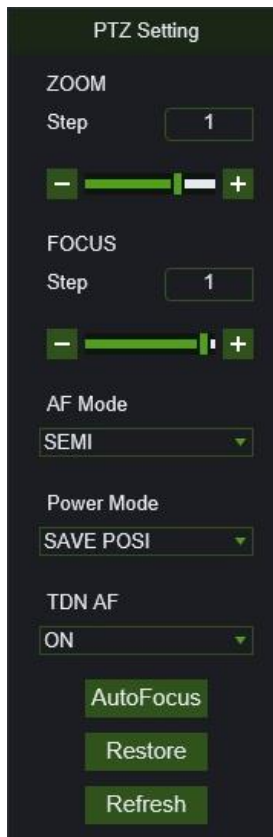 PTZ Setting
ZOOM
Step 1
− +
FOCUS
Step 1
− +
AF Mode
SEMI
Power Mode
SAVE POSI
TDN AF
ON
AutoFocus
Restore
Refresh